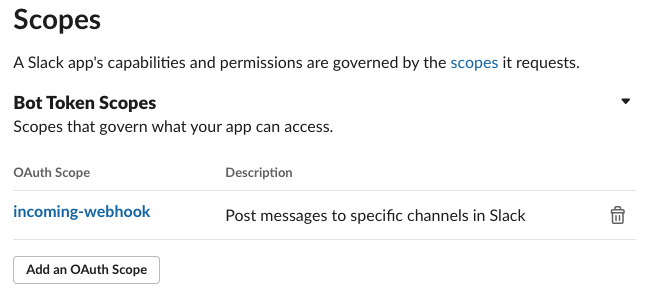 Scopes
A Slack app's capabilities and permissions are governed by the scopes it requests.
Bot Token Scopes
Scopes that govern what your app can access.
OAuth Scope Description
incoming-webhook Post messages to specific channels in Slack
Add an OAuth Scope